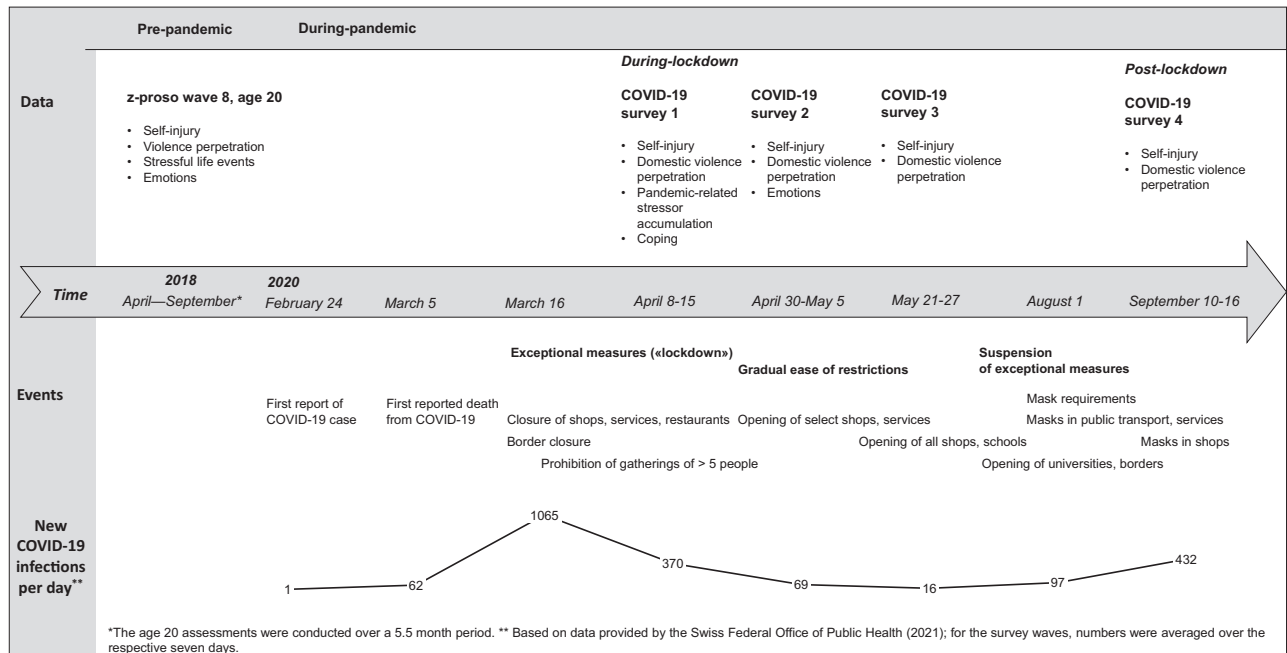 Pre-pandemic
During-pandemic
Data
z-proso wave 8, age 20
• Self-injury
• Violence perpetration
• Stressful life events
• Emotions
During-lockdown
COVID-19
survey 1
• Self-injury
• Domestic violence
perpetration
• Pandemic-related
stressor
accumulation
• Coping
COVID-19
survey 2
• Self-injury
• Domestic violence
perpetration
• Emotions
COVID-19
survey 3
• Self-injury
• Domestic violence
perpetration
Post-lockdown
COVID-19
survey 4
• Self-injury
• Domestic violence
perpetration
Time
2018
April—September*
2020
February 24
March 5
March 16
April 8-15
April 30-May 5
May 21-27
August 1
September 10-16
Events
First report of
COVID-19 case
First reported death
from COVID-19
Exceptional measures («lockdown»)
Closure of shops, services, restaurants
Border closure
Prohibition of gatherings of > 5 people
Gradual ease of restrictions
Opening of select shops, services
Opening of all shops, schools
Suspension
of exceptional measures
Mask requirements
Masks in public transport, services
Masks in shops
Opening of universities, borders
New
COVID-19
infections
per day**
1
62
1065
370
69
16
97
432
*The age 20 assessments were conducted over a 5.5 month period. ** Based on data provided by the Swiss Federal Office of Public Health (2021); for the survey waves, numbers were averaged over the
respective seven days.